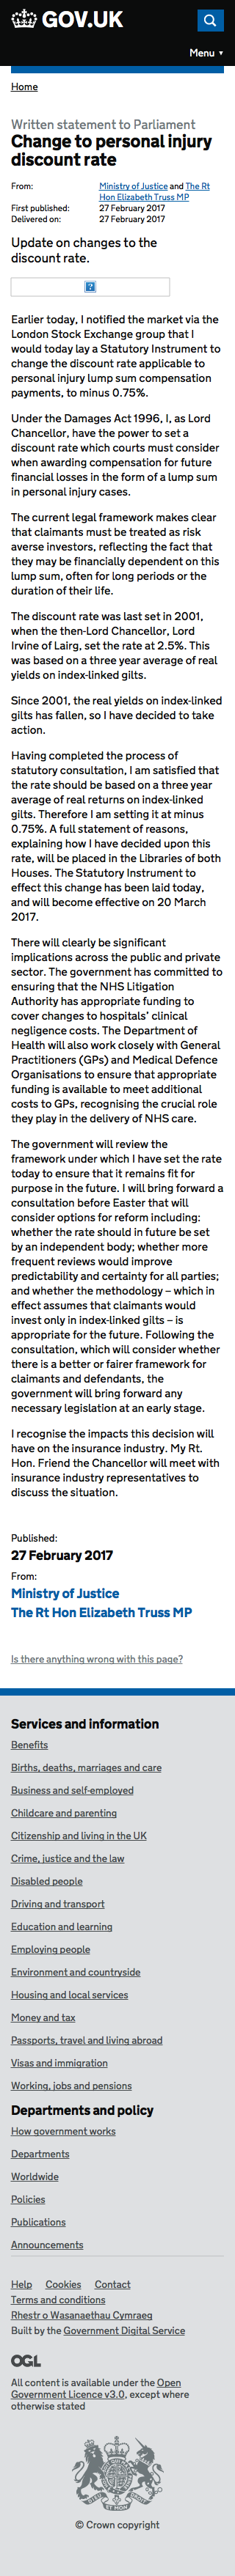 GOV.UK
Menu ▼
Home
Written statement to Parliament
Change to personal injury
discount rate
From: Ministry of Justice and The Rt
Hon Elizabeth Truss MP
First published: 27 February 2017
Delivered on: 27 February 2017
Update on changes to the
discount rate.
?
Earlier today, I notified the market via the
London Stock Exchange group that I
would today lay a Statutory Instrument to
change the discount rate applicable to
personal injury lump sum compensation
payments, to minus 0.75%.
Under the Damages Act 1996, I, as Lord
Chancellor, have the power to set a
discount rate which courts must consider
when awarding compensation for future
financial losses in the form of a lump sum
in personal injury cases.
The current legal framework makes clear
that claimants must be treated as risk
averse investors, reflecting the fact that
they may be financially dependent on this
lump sum, often for long periods or the
duration of their life.
The discount rate was last set in 2001,
when the then-Lord Chancellor, Lord
Irvine of Lairg, set the rate at 2.5%. This
was based on a three year average of real
yields on index-linked gilts.
Since 2001, the real yields on index-linked
gilts has fallen, so I have decided to take
action.
Having completed the process of
statutory consultation, I am satisfied that
the rate should be based on a three year
average of real returns on index-linked
gilts. Therefore I am setting it at minus
0.75%. A full statement of reasons,
explaining how I have decided upon this
rate, will be placed in the Libraries of both
Houses. The Statutory Instrument to
effect this change has been laid today,
and will become effective on 20 March
2017.
There will clearly be significant
implications across the public and private
sector. The government has committed to
ensuring that the NHS Litigation
Authority has appropriate funding to
cover changes to hospitals' clinical
negligence costs. The Department of
Health will also work closely with General
Practitioners (GPs) and Medical Defence
Organisations to ensure that appropriate
funding is available to meet additional
costs to GPs, recognising the crucial role
they play in the delivery of NHS care.
The government will review the
framework under which I have set the rate
today to ensure that it remains fit for
purpose in the future. I will bring forward a
consultation before Easter that will
consider options for reform including:
whether the rate should in future be set
by an independent body; whether more
frequent reviews would improve
predictability and certainty for all parties;
and whether the methodology – which in
effect assumes that claimants would
invest only in index-linked gilts – is
appropriate for the future. Following the
consultation, which will consider whether
there is a better or fairer framework for
claimants and defendants, the
government will bring forward any
necessary legislation at an early stage.
I recognise the impacts this decision will
have on the insurance industry. My Rt.
Hon. Friend the Chancellor will meet with
insurance industry representatives to
discuss the situation.
Published:
27 February 2017
From:
Ministry of Justice
The Rt Hon Elizabeth Truss MP
Is there anything wrong with this page?
Services and information
Benefits
Births, deaths, marriages and care
Business and self-employed
Childcare and parenting
Citizenship and living in the UK
Crime, justice and the law
Disabled people
Driving and transport
Education and learning
Employing people
Environment and countryside
Housing and local services
Money and tax
Passports, travel and living abroad
Visas and immigration
Working, jobs and pensions
Departments and policy
How government works
Departments
Worldwide
Policies
Publications
Announcements
Help Cookies Contact
Terms and conditions
Rhestr o Wasanaethau Cymraeg
Built by the Government Digital Service
OGL
All content is available under the Open
Government Licence v3.0, except where
otherwise stated
© Crown copyright